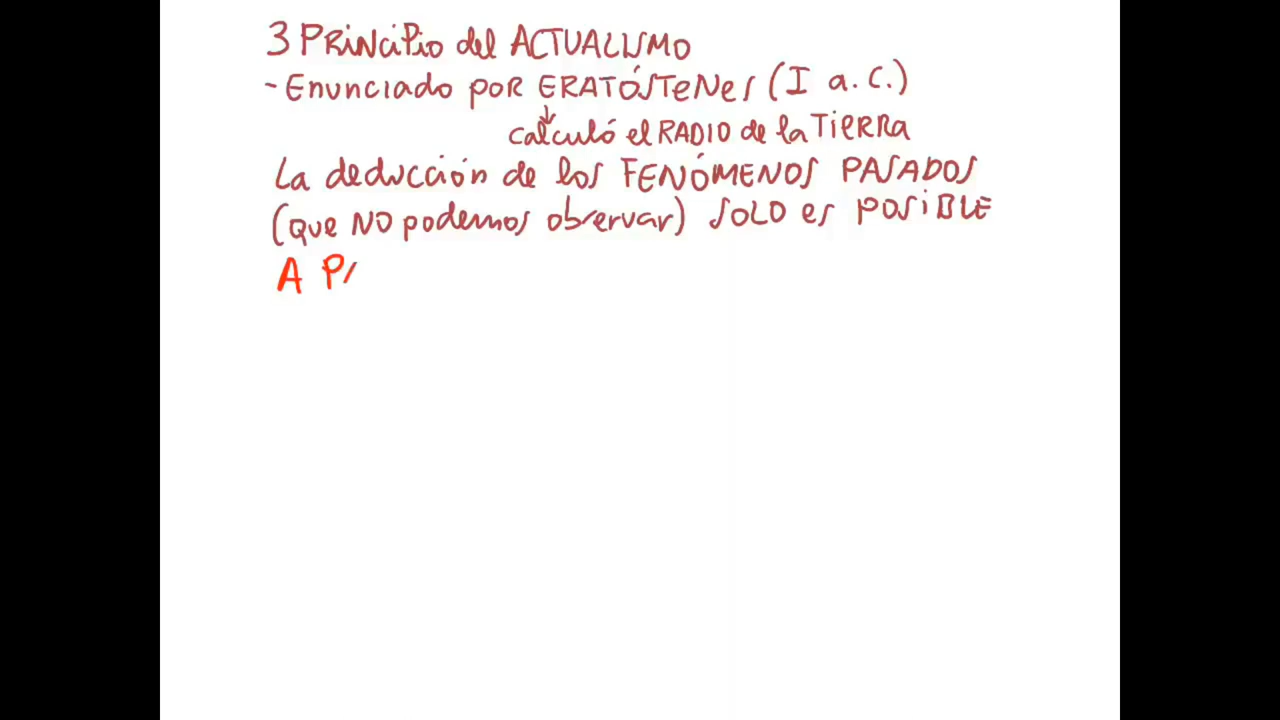 3 PRINCIPIO del ACTUALISMO
- Enunciado por ERATÓSTENES (I a.C.)
calculó el RADIO de la TIERRA
La deducción de los FENÓMENOS PASADOS
(que NO podemos observar) SOLO es POSIBLE
A P